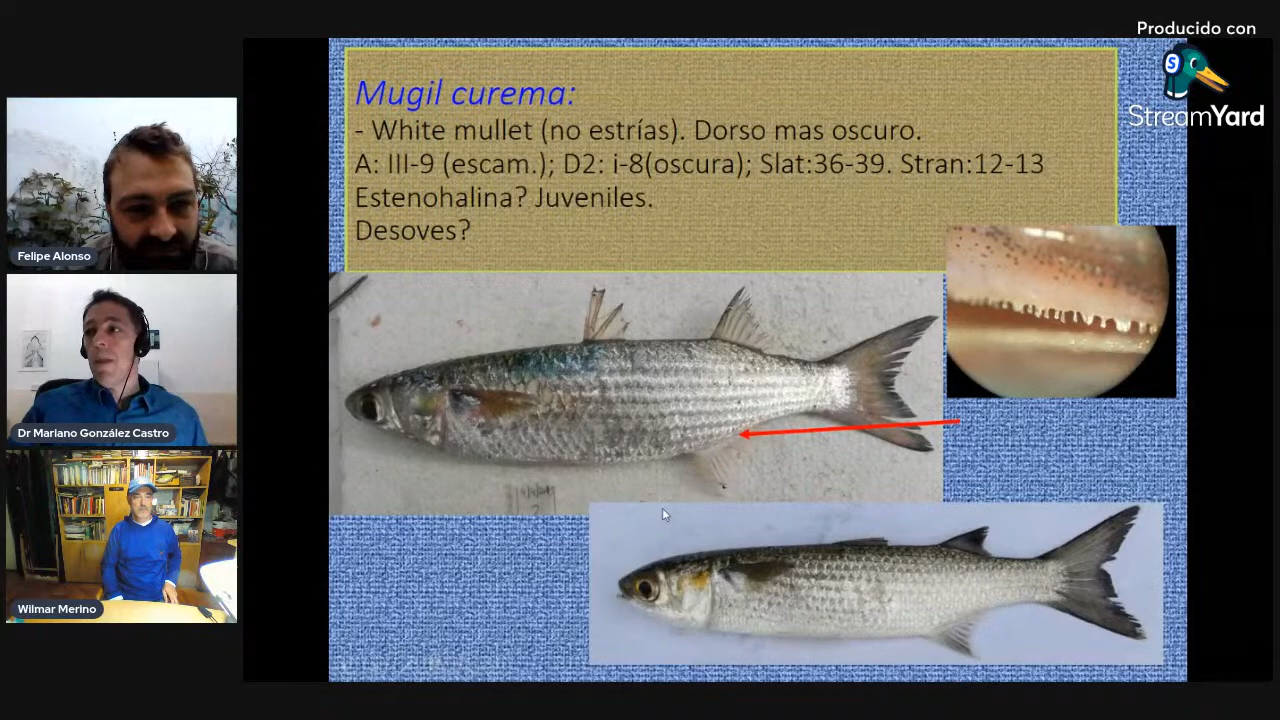 Producido con
StreamYard
Mugil curema:
- White mullet (no estrías). Dorso mas oscuro.
A: III-9 (escam.); D2: i-8(oscura); Slat:36-39. Stran:12-13
Estenohalina? Juveniles.
Desoves?
Felipe Alonso
Dr Mariano González Castro
Wilmar Merino